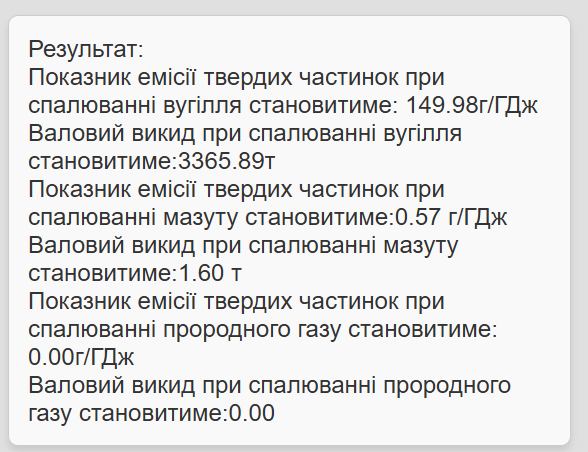 Результат:
Показник емісії твердих частинок при
спалюванні вугілля становитиме: 149.98г/ГДж
Валовий викид при спалюванні вугілля
становитиме:3365.89т
Показник емісії твердих частинок при
спалюванні мазуту становитиме:0.57 г/ГДж
Валовий викид при спалюванні мазуту
становитиме:1.60 т
Показник емісії твердих частинок при
спалюванні прородного газу становитиме:
0.00г/ГДж
Валовий викид при спалюванні прородного
газу становитиме:0.00